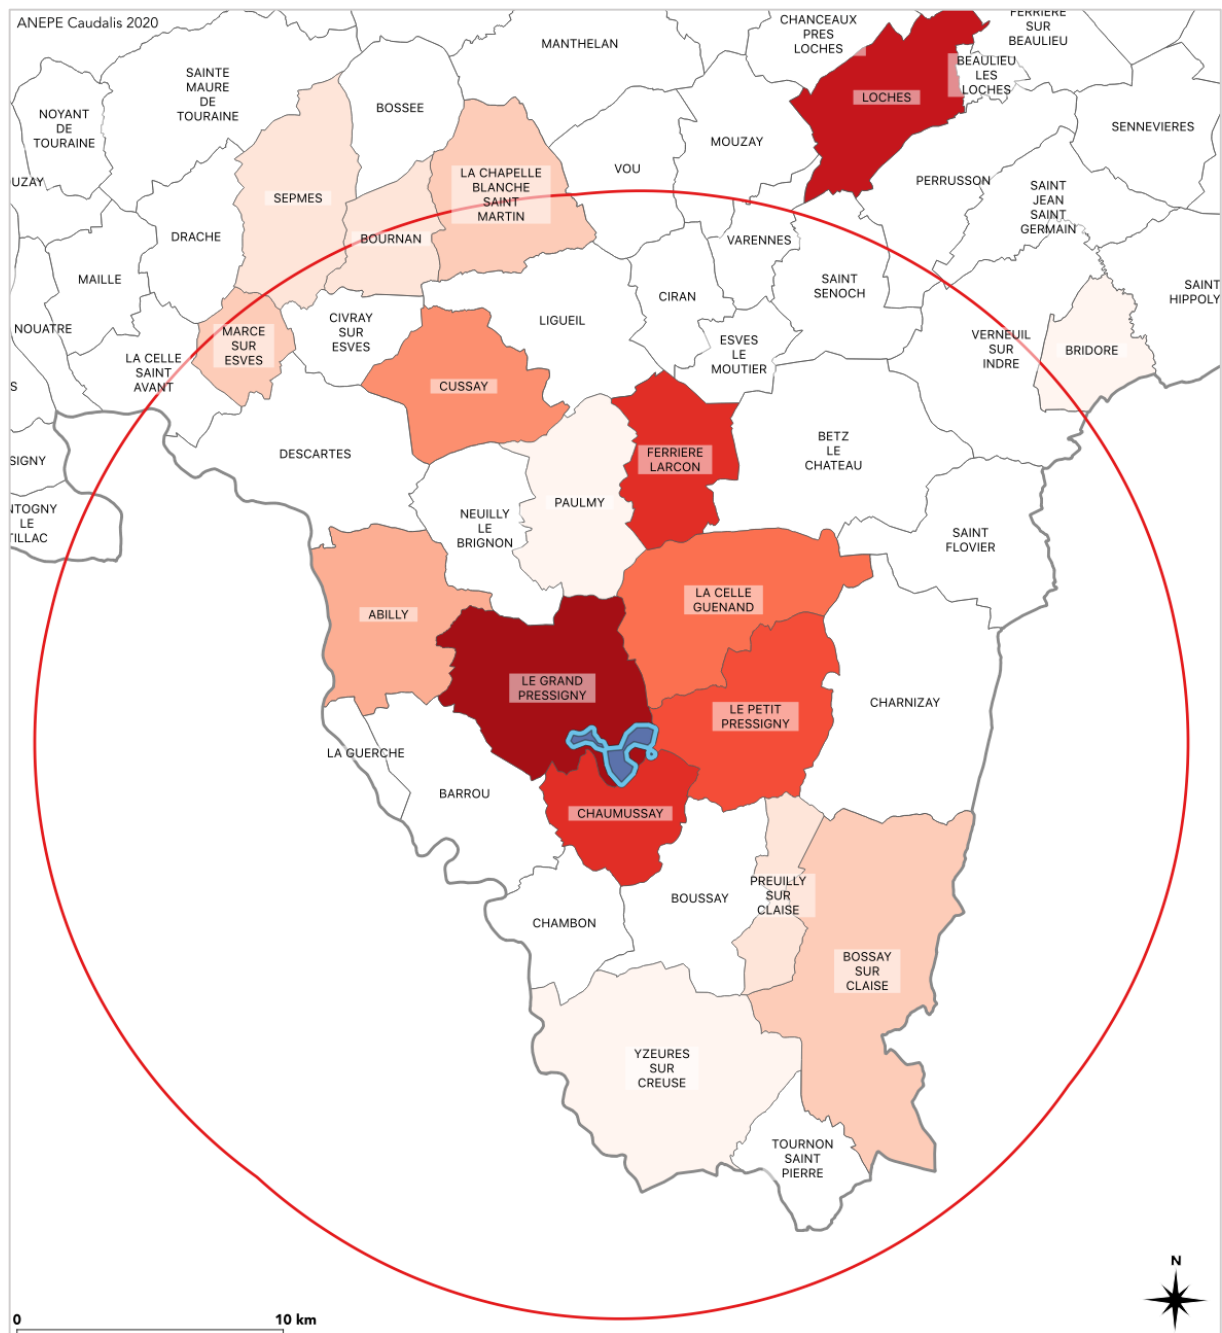 ANEPE Caudalis 2020
MANTHELAN
CHANCEAUX
PRES
LOCHES
FERRIERE
SUR
BEAULIEU
SAINTE
MAURE
DE
TOURAINE
BOSSEE
BEAULIEU
LES
LOCHES
LOCHES
NOYANT
DE
TOURAINE
SENNEVIERES
MOUZAY
VOU
UZAY
PERRUSSON
SEPMES
LA CHAPELLE
BLANCHE
SAINT
MARTIN
SAINT
JEAN
SAINT
GERMAIN
DRACHE
BOURNAN
VARENNES
MAILLE
SAINT
SENOCH
SAINT
HIPPOLY
CIRAN
NOUATRE
CIVRAY
SUR
ESVES
LIGUEIL
MARCE
SUR
ESVES
VERNEUIL
SUR
INDRE
BRIDORE
ESVES
LE
MOUTIER
LA CELLE
SAINT
AVANT
S
CUSSAY
DESCARTES
BETZ
LE
CHATEAU
FERRIERE
LARCON
SIGNY
PAULMY
NTOGNY
LE
TILLAC
NEUILLY
LE
BRIGNON
SAINT
FLOVIER
LA CELLE
GUENAND
ABILLY
LE GRAND
PRESSIGNY
LE PETIT
PRESSIGNY
CHARNIZAY
LA GUERCHE
BARROU
CHAUMUSSAY
PREUILLY
SUR
CLAISE
BOUSSAY
CHAMBON
BOSSAY
SUR
CLAISE
YZEURES
SUR
CREUSE
TOURNON
SAINT
PIERRE
N
0
10 km